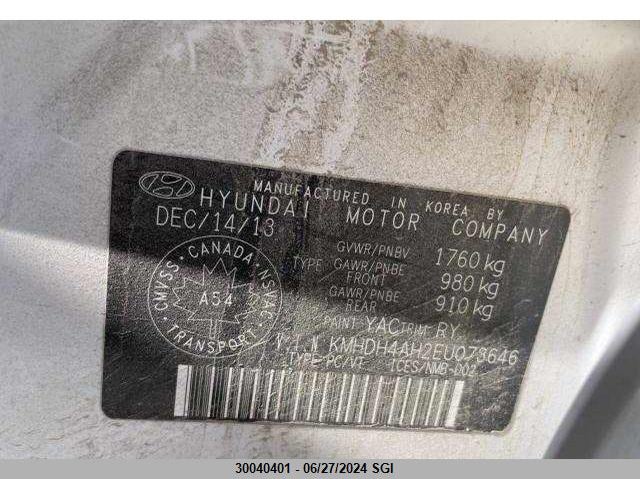 MANUFACTURED IN KOREA BY
HYUNDAI MOTOR COMPANY
DEC/14/13
GVWR/PNBV 1760 kg
TYPE GAWR/PNBE FRONT 980 kg
GAWR/PNBE REAR 910 kg
CANADA
CMVSS
NSVAC
A54
TRANSPORT
PAINT YAC TRIM RY
V.I.N KMHDH4AH2EU073646
TYPE:PC/VF TCES/NMB-002
30040401 - 06/27/2024 SGI